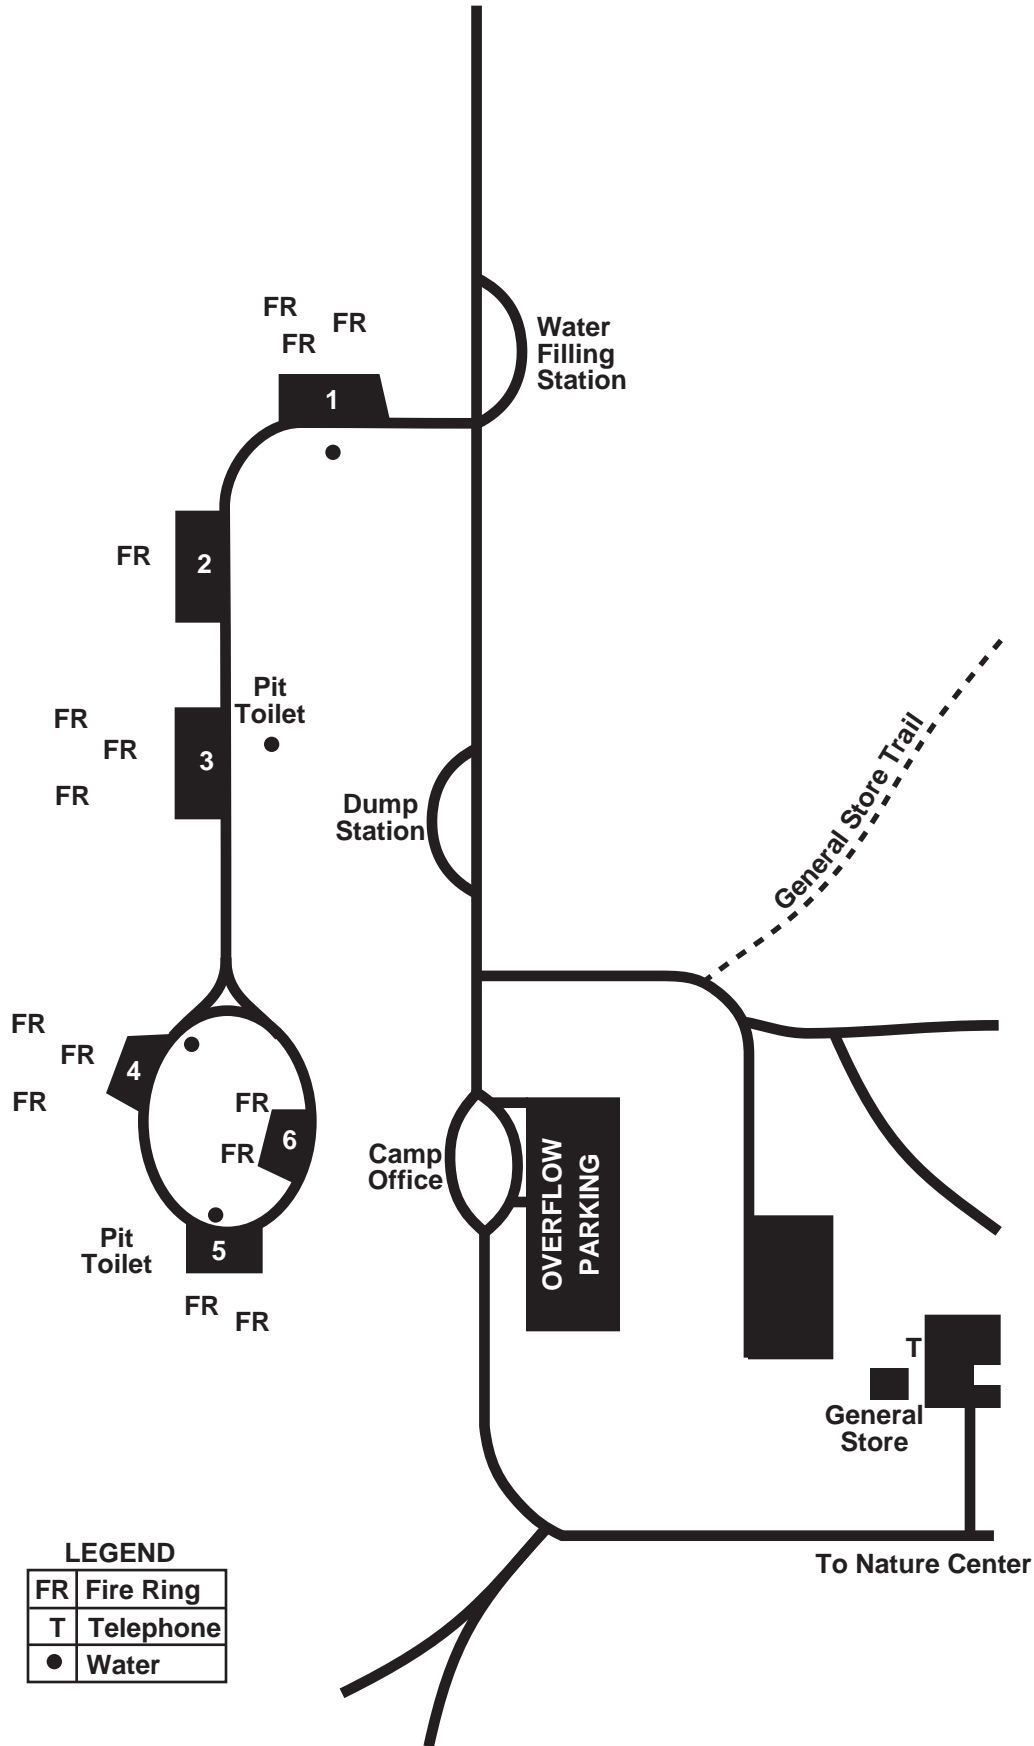 FR
FR
FR
Water
Filling
Station
1
FR
2
Pit
Toilet
FR
FR
3
FR
Dump
Station
General Store Trail
FR
FR
4
FR
FR
6
FR
Camp
Office
OVERFLOW
PARKING
Pit
Toilet
5
FR
FR
T
General
Store
To Nature Center
LEGEND
FR Fire Ring
T Telephone
Water